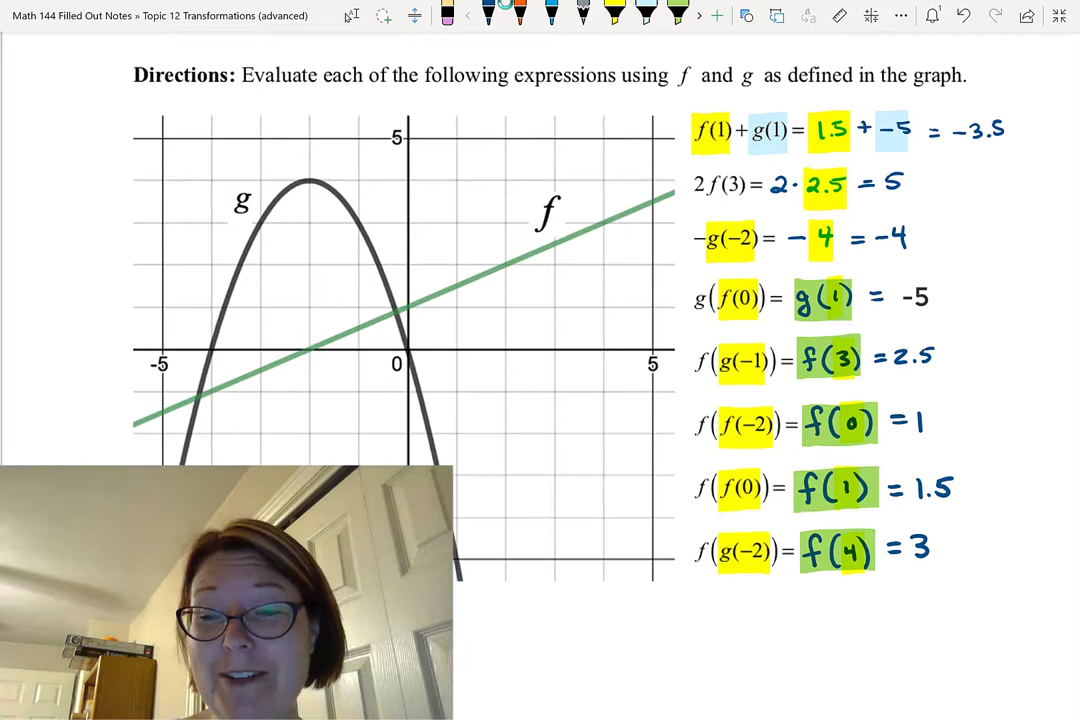 Math 144 Filled Out Notes » Topic 12 Transformations (advanced)
Directions: Evaluate each of the following expressions using f and g as defined in the graph.
f(1)+g(1)= 1.5 + -5 = -3.5
2f(3)= 2·2.5 = 5
-g(-2)= -4 = -4
g(f(0))= g(1) = -5
f(g(-1))= f(3) = 2.5
f(f(-2))= f(0) = 1
f(f(0))= f(1) = 1.5
f(g(-2))= f(4) = 3
5
g
f
-5
0
5